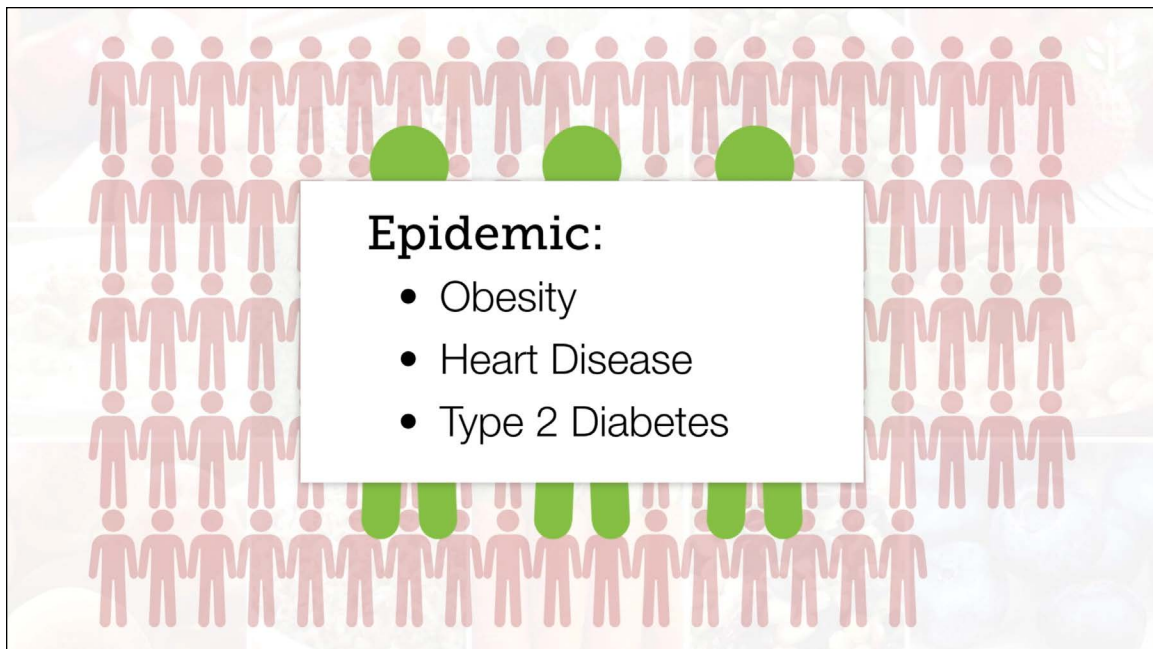 Epidemic:
• Obesity
• Heart Disease
• Type 2 Diabetes